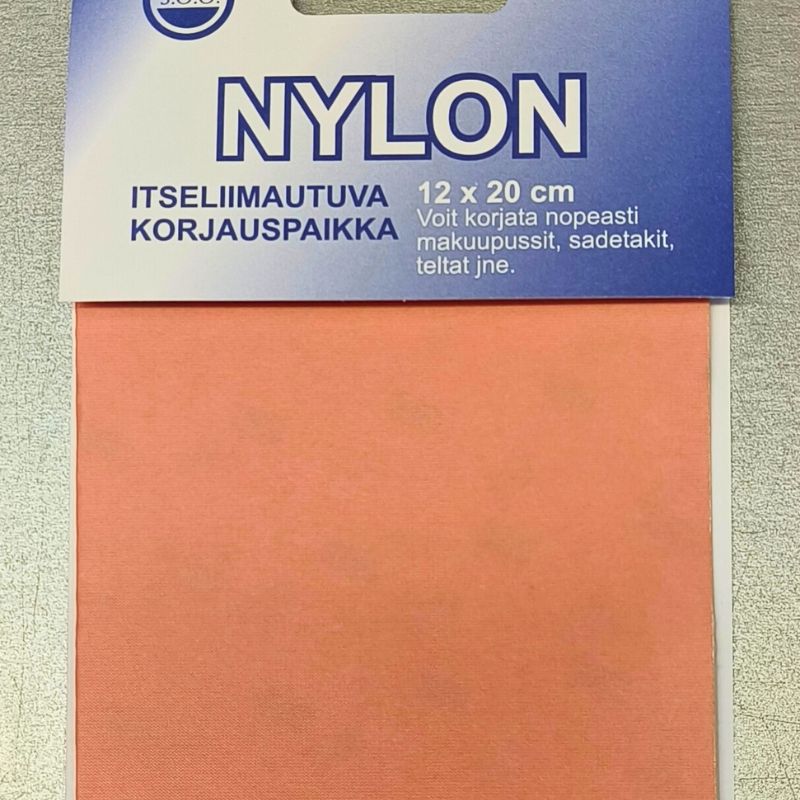 S.O.O.
NYLON
ITSELIIMAUTUVA
KORJAUSPAIKKA
12 x 20 cm
Voit korjata nopeasti
makuupussit, sadetakit,
teltat jne.